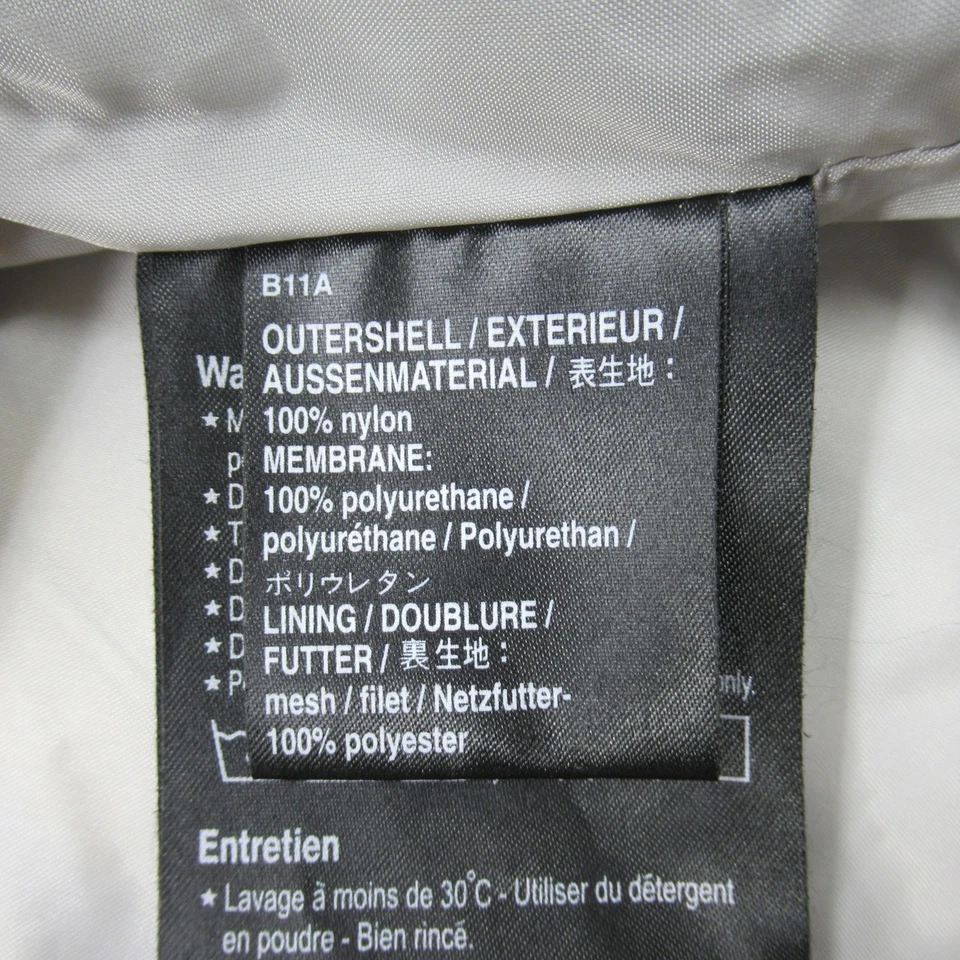 B11A
OUTERSHELL / EXTERIEUR /
AUSSENMATERIAL / 表生地:
100% nylon
MEMBRANE:
100% polyurethane /
polyuréthane / Polyurethan /
ポリウレタン
LINING / DOUBLURE /
FUTTER / 裏生地:
mesh / filet / Netzfutter-
100% polyester
Entretien
★ Lavage à moins de 30°C - Utiliser du détergent
en poudre - Bien rincé.